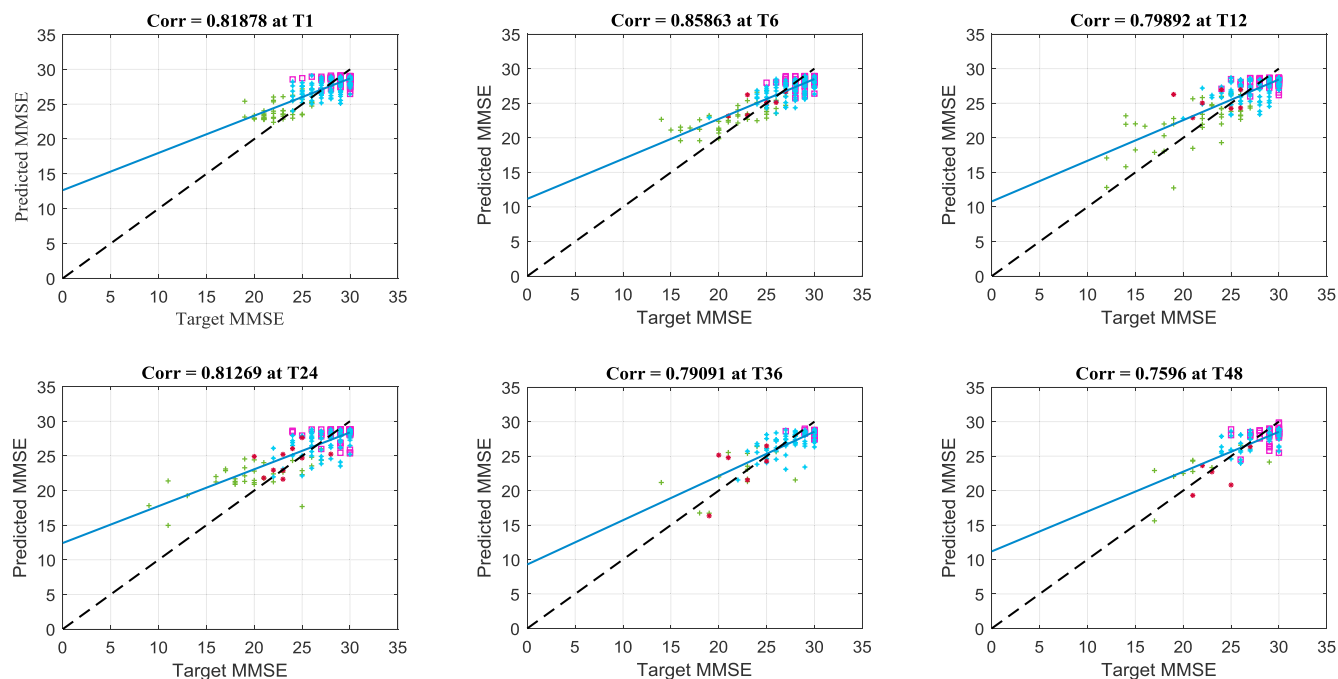 Corr = 0.81878 at T1
Predicted MMSE
35
30
25
20
15
10
5
0
0 5 10 15 20 25 30 35
Target MMSE
Corr = 0.85863 at T6
Predicted MMSE
35
30
25
20
15
10
5
0
0 5 10 15 20 25 30 35
Target MMSE
Corr = 0.79892 at T12
Predicted MMSE
35
30
25
20
15
10
5
0
0 5 10 15 20 25 30 35
Target MMSE
Corr = 0.81269 at T24
Predicted MMSE
35
30
25
20
15
10
5
0
0 5 10 15 20 25 30 35
Target MMSE
Corr = 0.79091 at T36
Predicted MMSE
35
30
25
20
15
10
5
0
0 5 10 15 20 25 30 35
Target MMSE
Corr = 0.7596 at T48
Predicted MMSE
35
30
25
20
15
10
5
0
0 5 10 15 20 25 30 35
Target MMSE